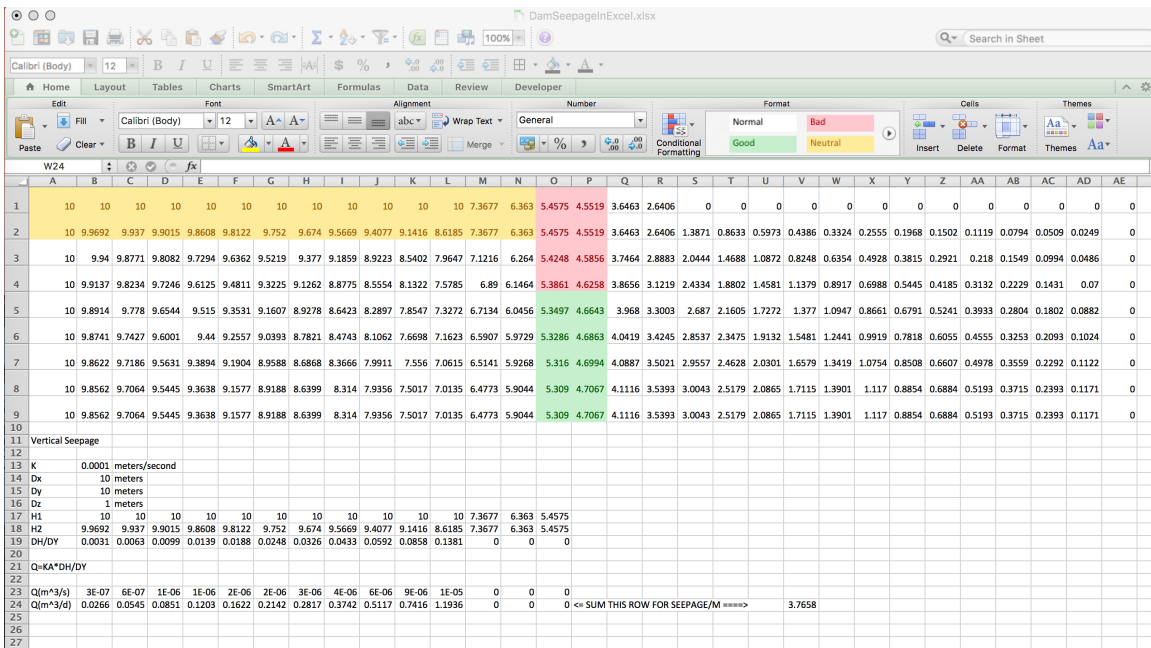 DamSeepageInExcel.xlsx
100%
Search in Sheet
Calibri (Body) 12 B I U $ % , A
Home Layout Tables Charts SmartArt Formulas Data Review Developer
Edit Font Alignment Number Format Cells Themes
Fill Calibri (Body) 12 A A abc Wrap Text General Normal Bad Aa
Paste Clear B I U A Merge % , Conditional Formatting Good Neutral Insert Delete Format Themes Aa
W24 fx
A B C D E F G H I J K L M N O P Q R S T U V W X Y Z AA AB AC AD AE
1 10 10 10 10 10 10 10 10 10 10 10 10 7.3677 6.363 5.4575 4.5519 3.6463 2.6406 0 0 0 0 0 0 0 0 0 0 0 0 0
2 10 9.9692 9.937 9.9015 9.8608 9.8122 9.752 9.674 9.5669 9.4077 9.1416 8.6185 7.3677 6.363 5.4575 4.5519 3.6463 2.6406 1.3871 0.8633 0.5973 0.4386 0.3324 0.2555 0.1968 0.1502 0.1119 0.0794 0.0509 0.0249 0
3 10 9.94 9.8771 9.8082 9.7294 9.6362 9.5219 9.377 9.1859 8.9223 8.5402 7.9647 7.1216 6.264 5.4248 4.5856 3.7464 2.8883 2.0444 1.4688 1.0872 0.8248 0.6354 0.4928 0.3815 0.2921 0.218 0.1549 0.0994 0.0486 0
4 10 9.9137 9.8234 9.7246 9.6125 9.4811 9.3225 9.1262 8.8775 8.5554 8.1322 7.5785 6.89 6.1464 5.3861 4.6258 3.8656 3.1219 2.4334 1.8802 1.4581 1.1379 0.8917 0.6988 0.5445 0.4185 0.3132 0.2229 0.1431 0.07 0
5 10 9.8914 9.778 9.6544 9.515 9.3531 9.1607 8.9278 8.6423 8.2897 7.8547 7.3272 6.7134 6.0456 5.3497 4.6643 3.968 3.3003 2.687 2.1605 1.7272 1.377 1.0947 0.8661 0.6791 0.5241 0.3933 0.2804 0.1802 0.0882 0
6 10 9.8741 9.7427 9.6001 9.44 9.2557 9.0393 8.7821 8.4743 8.1062 7.6698 7.1623 6.5907 5.9729 5.3286 4.6863 4.0419 3.4245 2.8537 2.3475 1.9132 1.5481 1.2441 0.9919 0.7818 0.6055 0.4555 0.3253 0.2093 0.1024 0
7 10 9.8622 9.7186 9.5631 9.3894 9.1904 8.9588 8.6868 8.3666 7.9911 7.556 7.0615 6.5141 5.9268 5.316 4.6994 4.0887 3.5021 2.9557 2.4628 2.0301 1.6579 1.3419 1.0754 0.8508 0.6607 0.4978 0.3559 0.2292 0.1122 0
8 10 9.8562 9.7064 9.5445 9.3638 9.1577 8.9188 8.6399 8.314 7.9356 7.5017 7.0135 6.4773 5.9044 5.309 4.7067 4.1116 3.5393 3.0043 2.5179 2.0865 1.7115 1.3901 1.117 0.8854 0.6884 0.5193 0.3715 0.2393 0.1171 0
9 10 9.8562 9.7064 9.5445 9.3638 9.1577 8.9188 8.6399 8.314 7.9356 7.5017 7.0135 6.4773 5.9044 5.309 4.7067 4.1116 3.5393 3.0043 2.5179 2.0865 1.7115 1.3901 1.117 0.8854 0.6884 0.5193 0.3715 0.2393 0.1171 0
10
11 Vertical Seepage
12
13 K 0.0001 meters/second
14 Dx 10 meters
15 Dy 10 meters
16 Dz 1 meters
17 H1 10 10 10 10 10 10 10 10 10 10 10 7.3677 6.363 5.4575
18 H2 9.9692 9.937 9.9015 9.8608 9.8122 9.752 9.674 9.5669 9.4077 9.1416 8.6185 7.3677 6.363 5.4575
19 DH/DY 0.0031 0.0063 0.0099 0.0139 0.0188 0.0248 0.0326 0.0433 0.0592 0.0858 0.1381 0 0 0
20
21 Q=KA*DH/DY
22
23 Q(m^3/s) 3E-07 6E-07 1E-06 1E-06 2E-06 2E-06 3E-06 4E-06 6E-06 9E-06 1E-05 0 0 0
24 Q(m^3/d) 0.0266 0.0545 0.0851 0.1203 0.1622 0.2142 0.2817 0.3742 0.5117 0.7416 1.1936 0 0 0 <= SUM THIS ROW FOR SEEPAGE/M ====> 3.7658
25
26
27